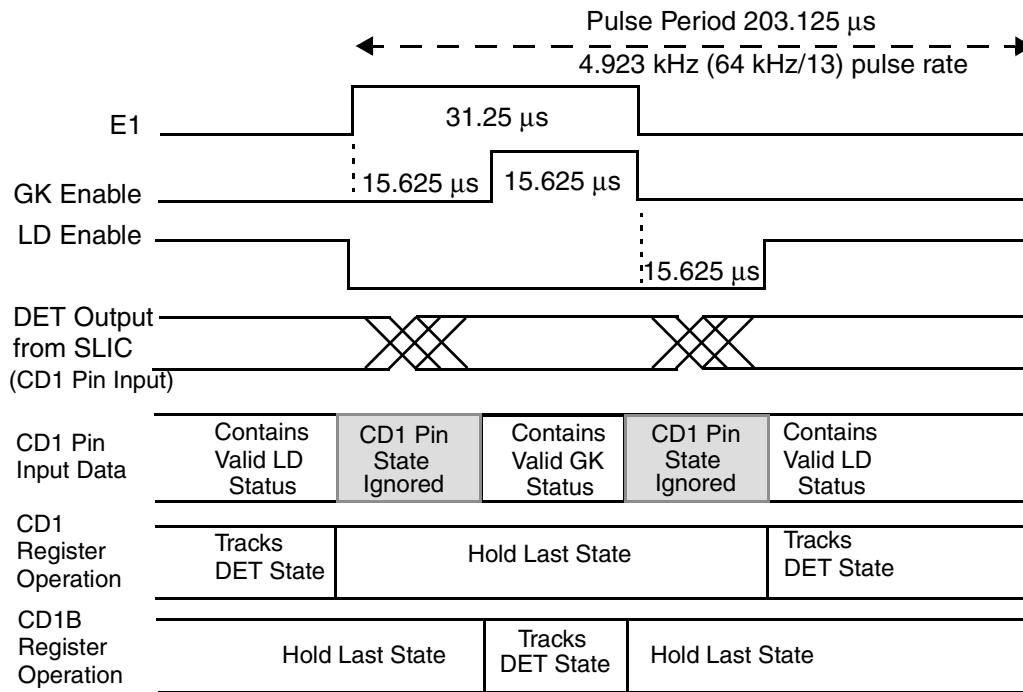 Pulse Period 203.125 µs
4.923 kHz (64 kHz/13) pulse rate
E1
31.25 µs
GK Enable
15.625 µs
15.625 µs
LD Enable
15.625 µs
DET Output
from SLIC
(CD1 Pin Input)
CD1 Pin
Input Data
Contains
Valid LD
Status
CD1 Pin
State
Ignored
Contains
Valid GK
Status
CD1 Pin
State
Ignored
Contains
Valid LD
Status
CD1
Register
Operation
Tracks
DET State
Hold Last State
Tracks
DET State
CD1B
Register
Operation
Hold Last State
Tracks
DET State
Hold Last State